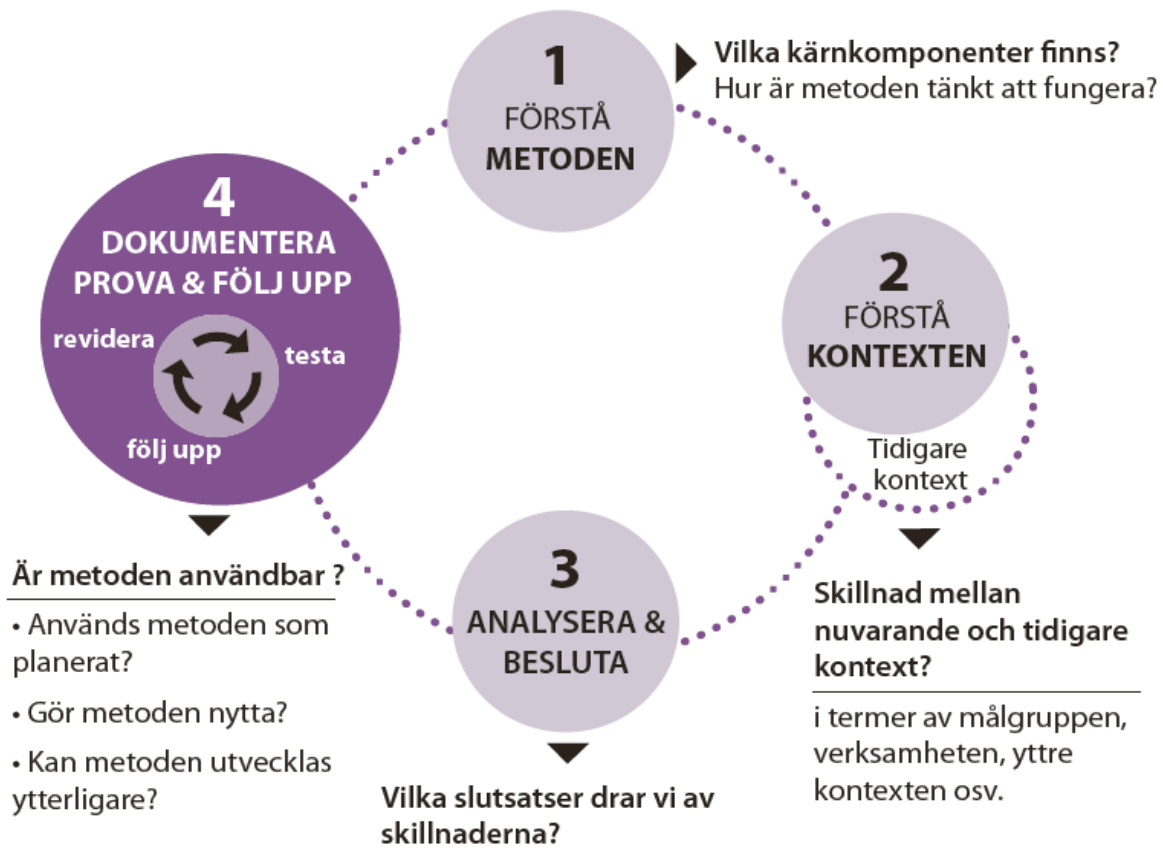 1
FÖRSTÅ
METODEN
Vilka kärnkomponenter finns?
Hur är metoden tänkt att fungera?
2
FÖRSTÅ
KONTEXTEN
Tidigare
kontext
Skillnad mellan
nuvarande och tidigare
kontext?
i termer av målgruppen,
verksamheten, yttre
kontexten osv.
3
ANALYSERA &
BESLUTA
Vilka slutsatser drar vi av
skillnaderna?
4
DOKUMENTERA
PROVA & FÖLJ UPP
revidera
testa
följ upp
Är metoden användbar ?
• Används metoden som
planerat?
• Gör metoden nytta?
• Kan metoden utvecklas
ytterligare?